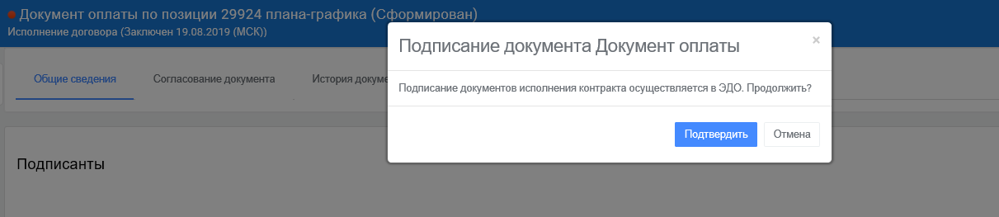 Документ оплаты по позиции 29924 плана-графика (Сформирован)
Исполнение договора (Заключен 19.08.2019 (МСК))
Подписание документа Документ оплаты
×
Общие сведения
Согласование документа
История докуме
Подписание документов исполнения контракта осуществляется в ЭДО. Продолжить?
Подтвердить
Отмена
Подписанты